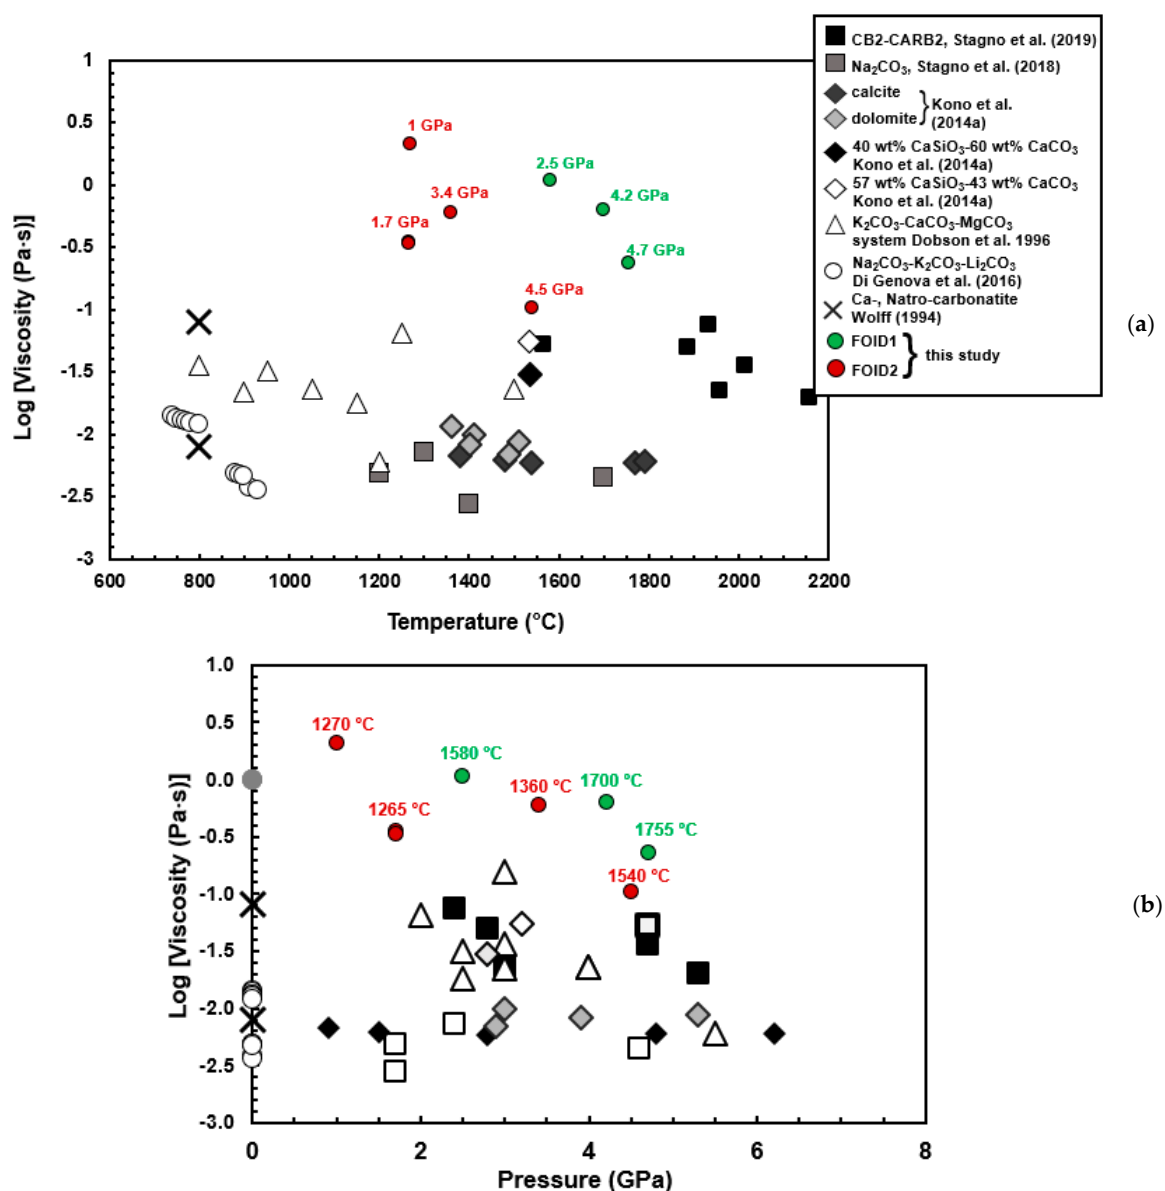 CB2-CARB2, Stagno et al. (2019)
Na₂CO₃, Stagno et al. (2018)
calcite
dolomite
Kono et al.
(2014a)
40 wt% CaSiO₃-60 wt% CaCO₃
Kono et al. (2014a)
57 wt% CaSiO₃-43 wt% CaCO₃
Kono et al. (2014a)
K₂CO₃-CaCO₃-MgCO₃
system Dobson et al. 1996
Na₂CO₃-K₂CO₃-Li₂CO₃
Di Genova et al. (2016)
Ca-, Natro-carbonatite
Wolff (1994)
FOID1
FOID2
this study
(a)
Log [Viscosity (Pa·s)]
1
0.5
0
-0.5
-1
-1.5
-2
-2.5
-3
1 GPa
2.5 GPa
3.4 GPa
4.2 GPa
1.7 GPa
4.7 GPa
4.5 GPa
600
800
1000
1200
1400
1600
1800
2000
2200
Temperature (°C)
(b)
Log [Viscosity (Pa·s)]
1.0
0.5
0.0
-0.5
-1.0
-1.5
-2.0
-2.5
-3.0
1270 °C
1580 °C
1360 °C
1700 °C
1265 °C
1755 °C
1540 °C
0
2
4
6
8
Pressure (GPa)